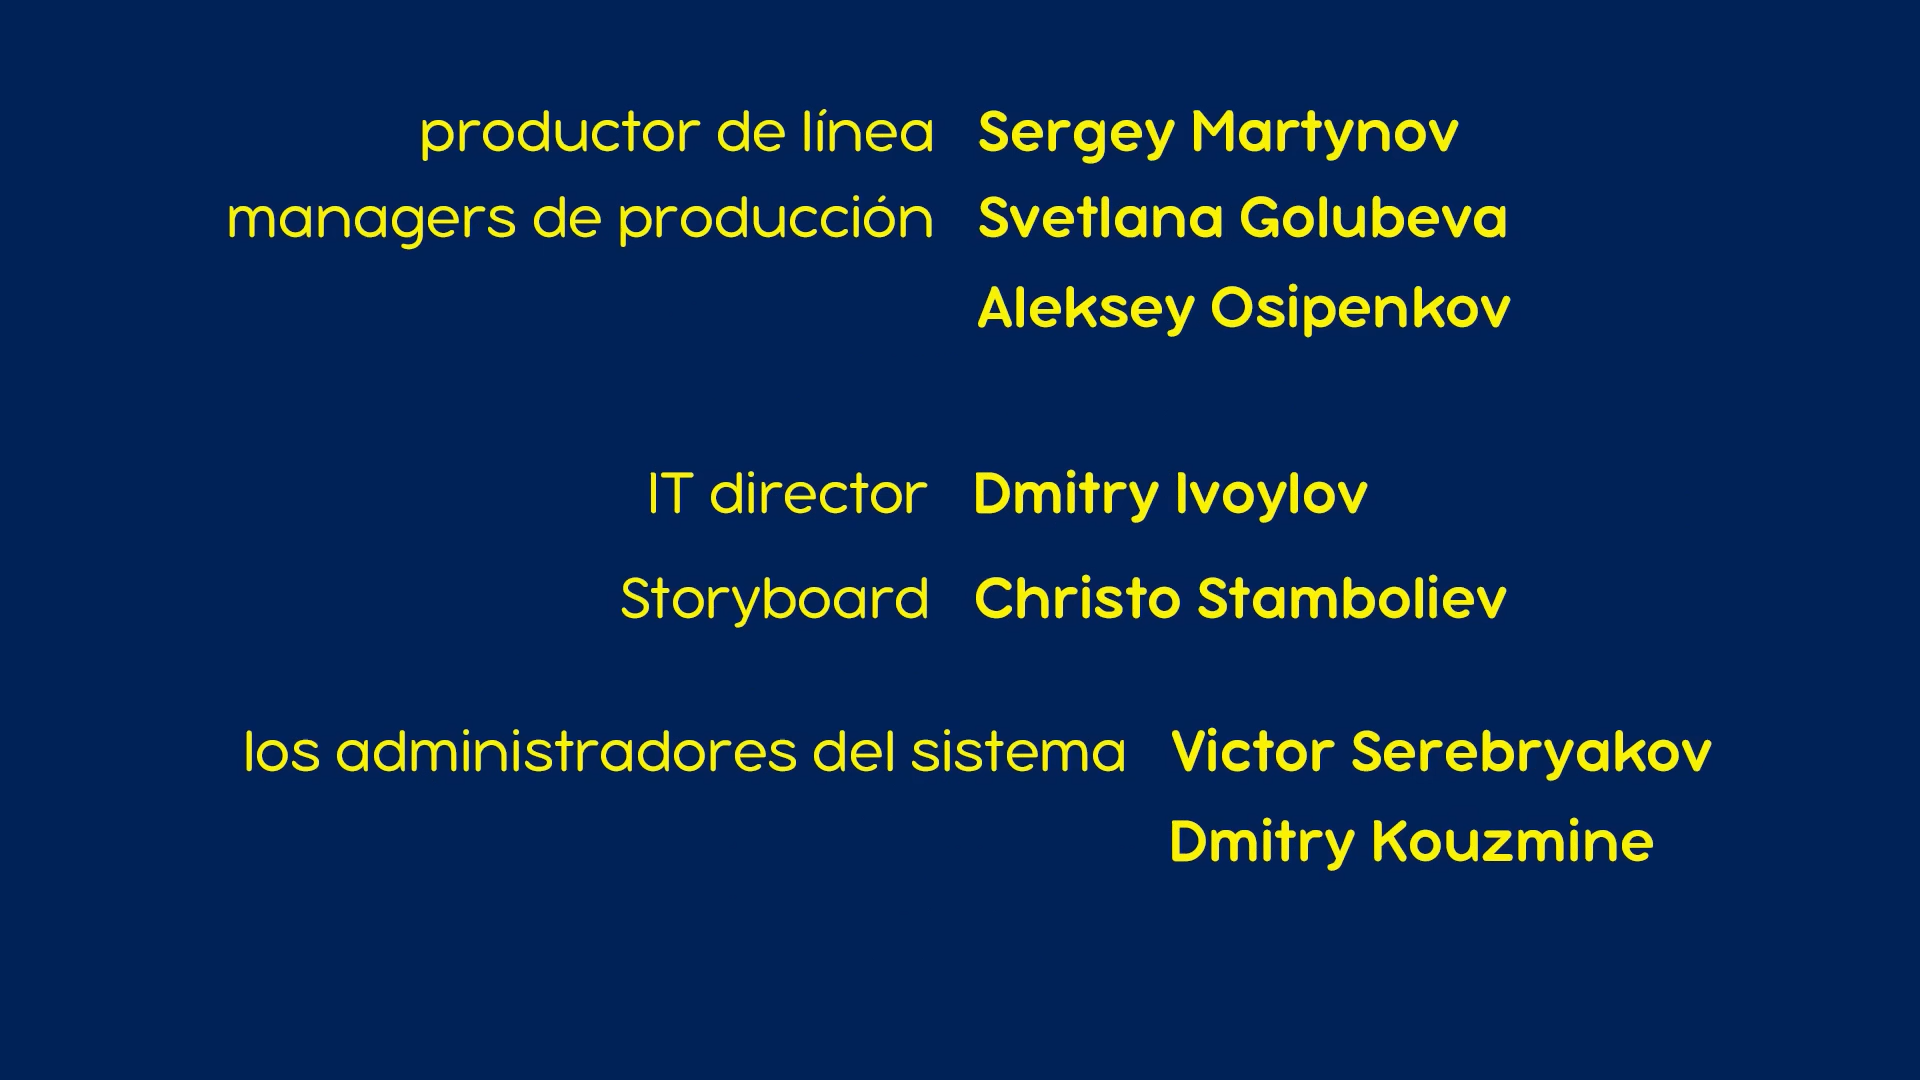 productor de línea Sergey Martynov
managers de producción Svetlana Golubeva
Aleksey Osipenkov
IT director Dmitry Ivoylov
Storyboard Christo Stamboliev
los administradores del sistema Victor Serebryakov
Dmitry Kouzmine